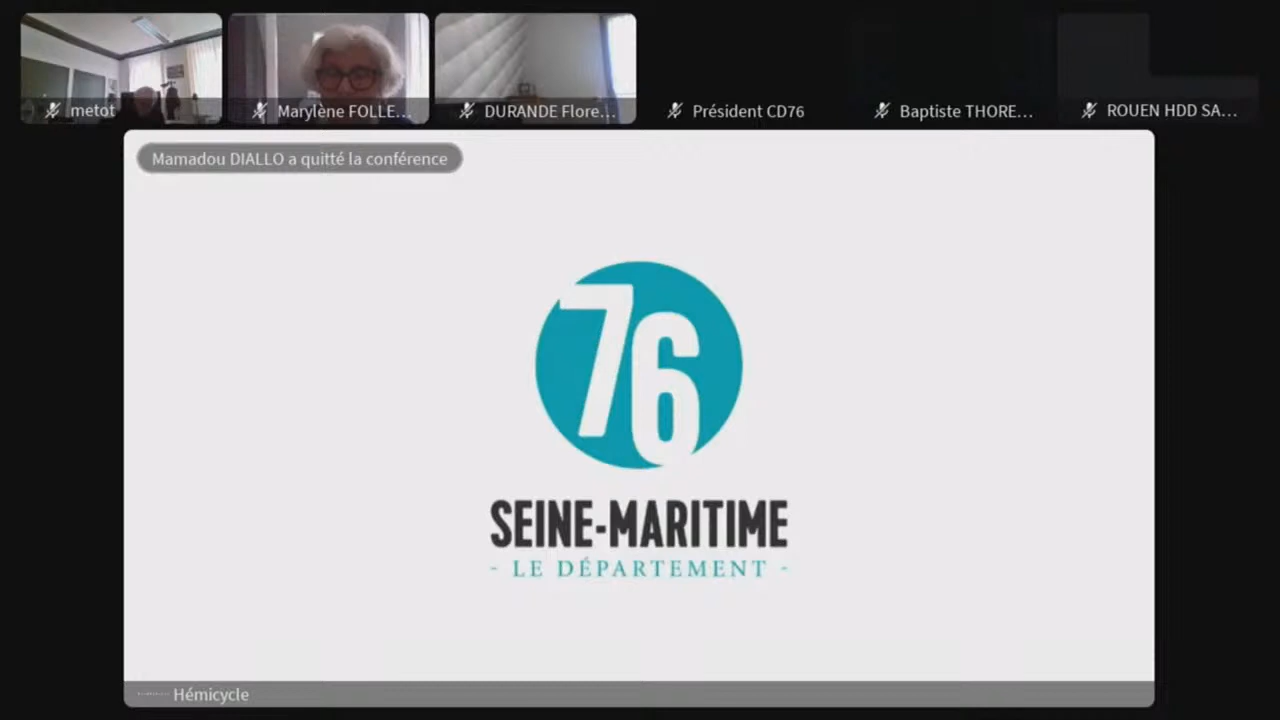 metot
Marylène FOLLE...
DURANDE Flore...
Président CD76
Baptiste THORE...
ROUEN HDD SA...
Mamadou DIALLO a quitté la conférence
76
SEINE-MARITIME
- LE DÉPARTEMENT -
Hémicycle